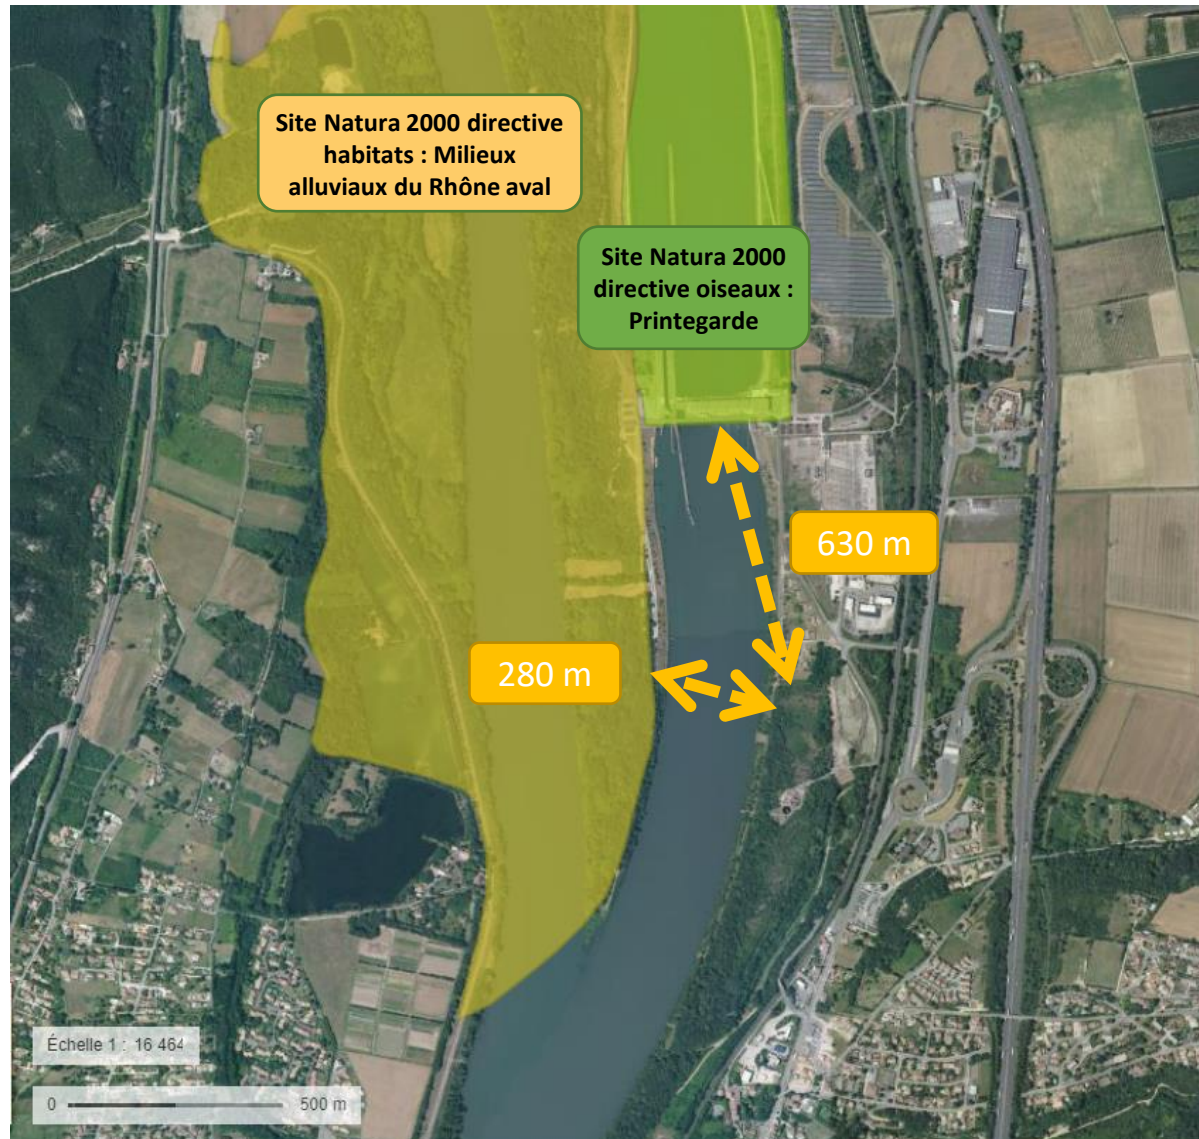 Site Natura 2000 directive
habitats : Milieux
alluviaux du Rhône aval
Site Natura 2000
directive oiseaux :
Printegarde
630 m
280 m
Échelle 1 : 16 464
0 500 m